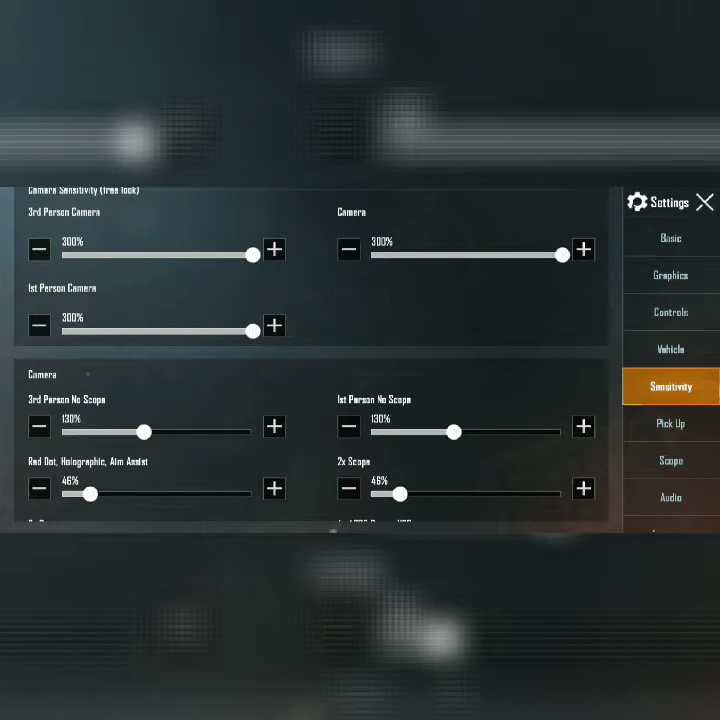 Camera Sensitivity (free look)
3rd Person Camera
Camera
300%
300%
1st Person Camera
300%
Camera
3rd Person No Scope
1st Person No Scope
130%
130%
Red Dot, Holographic, Aim Assist
2x Scope
46%
46%
Settings
Basic
Graphics
Controls
Vehicle
Sensitivity
Pick Up
Scope
Audio